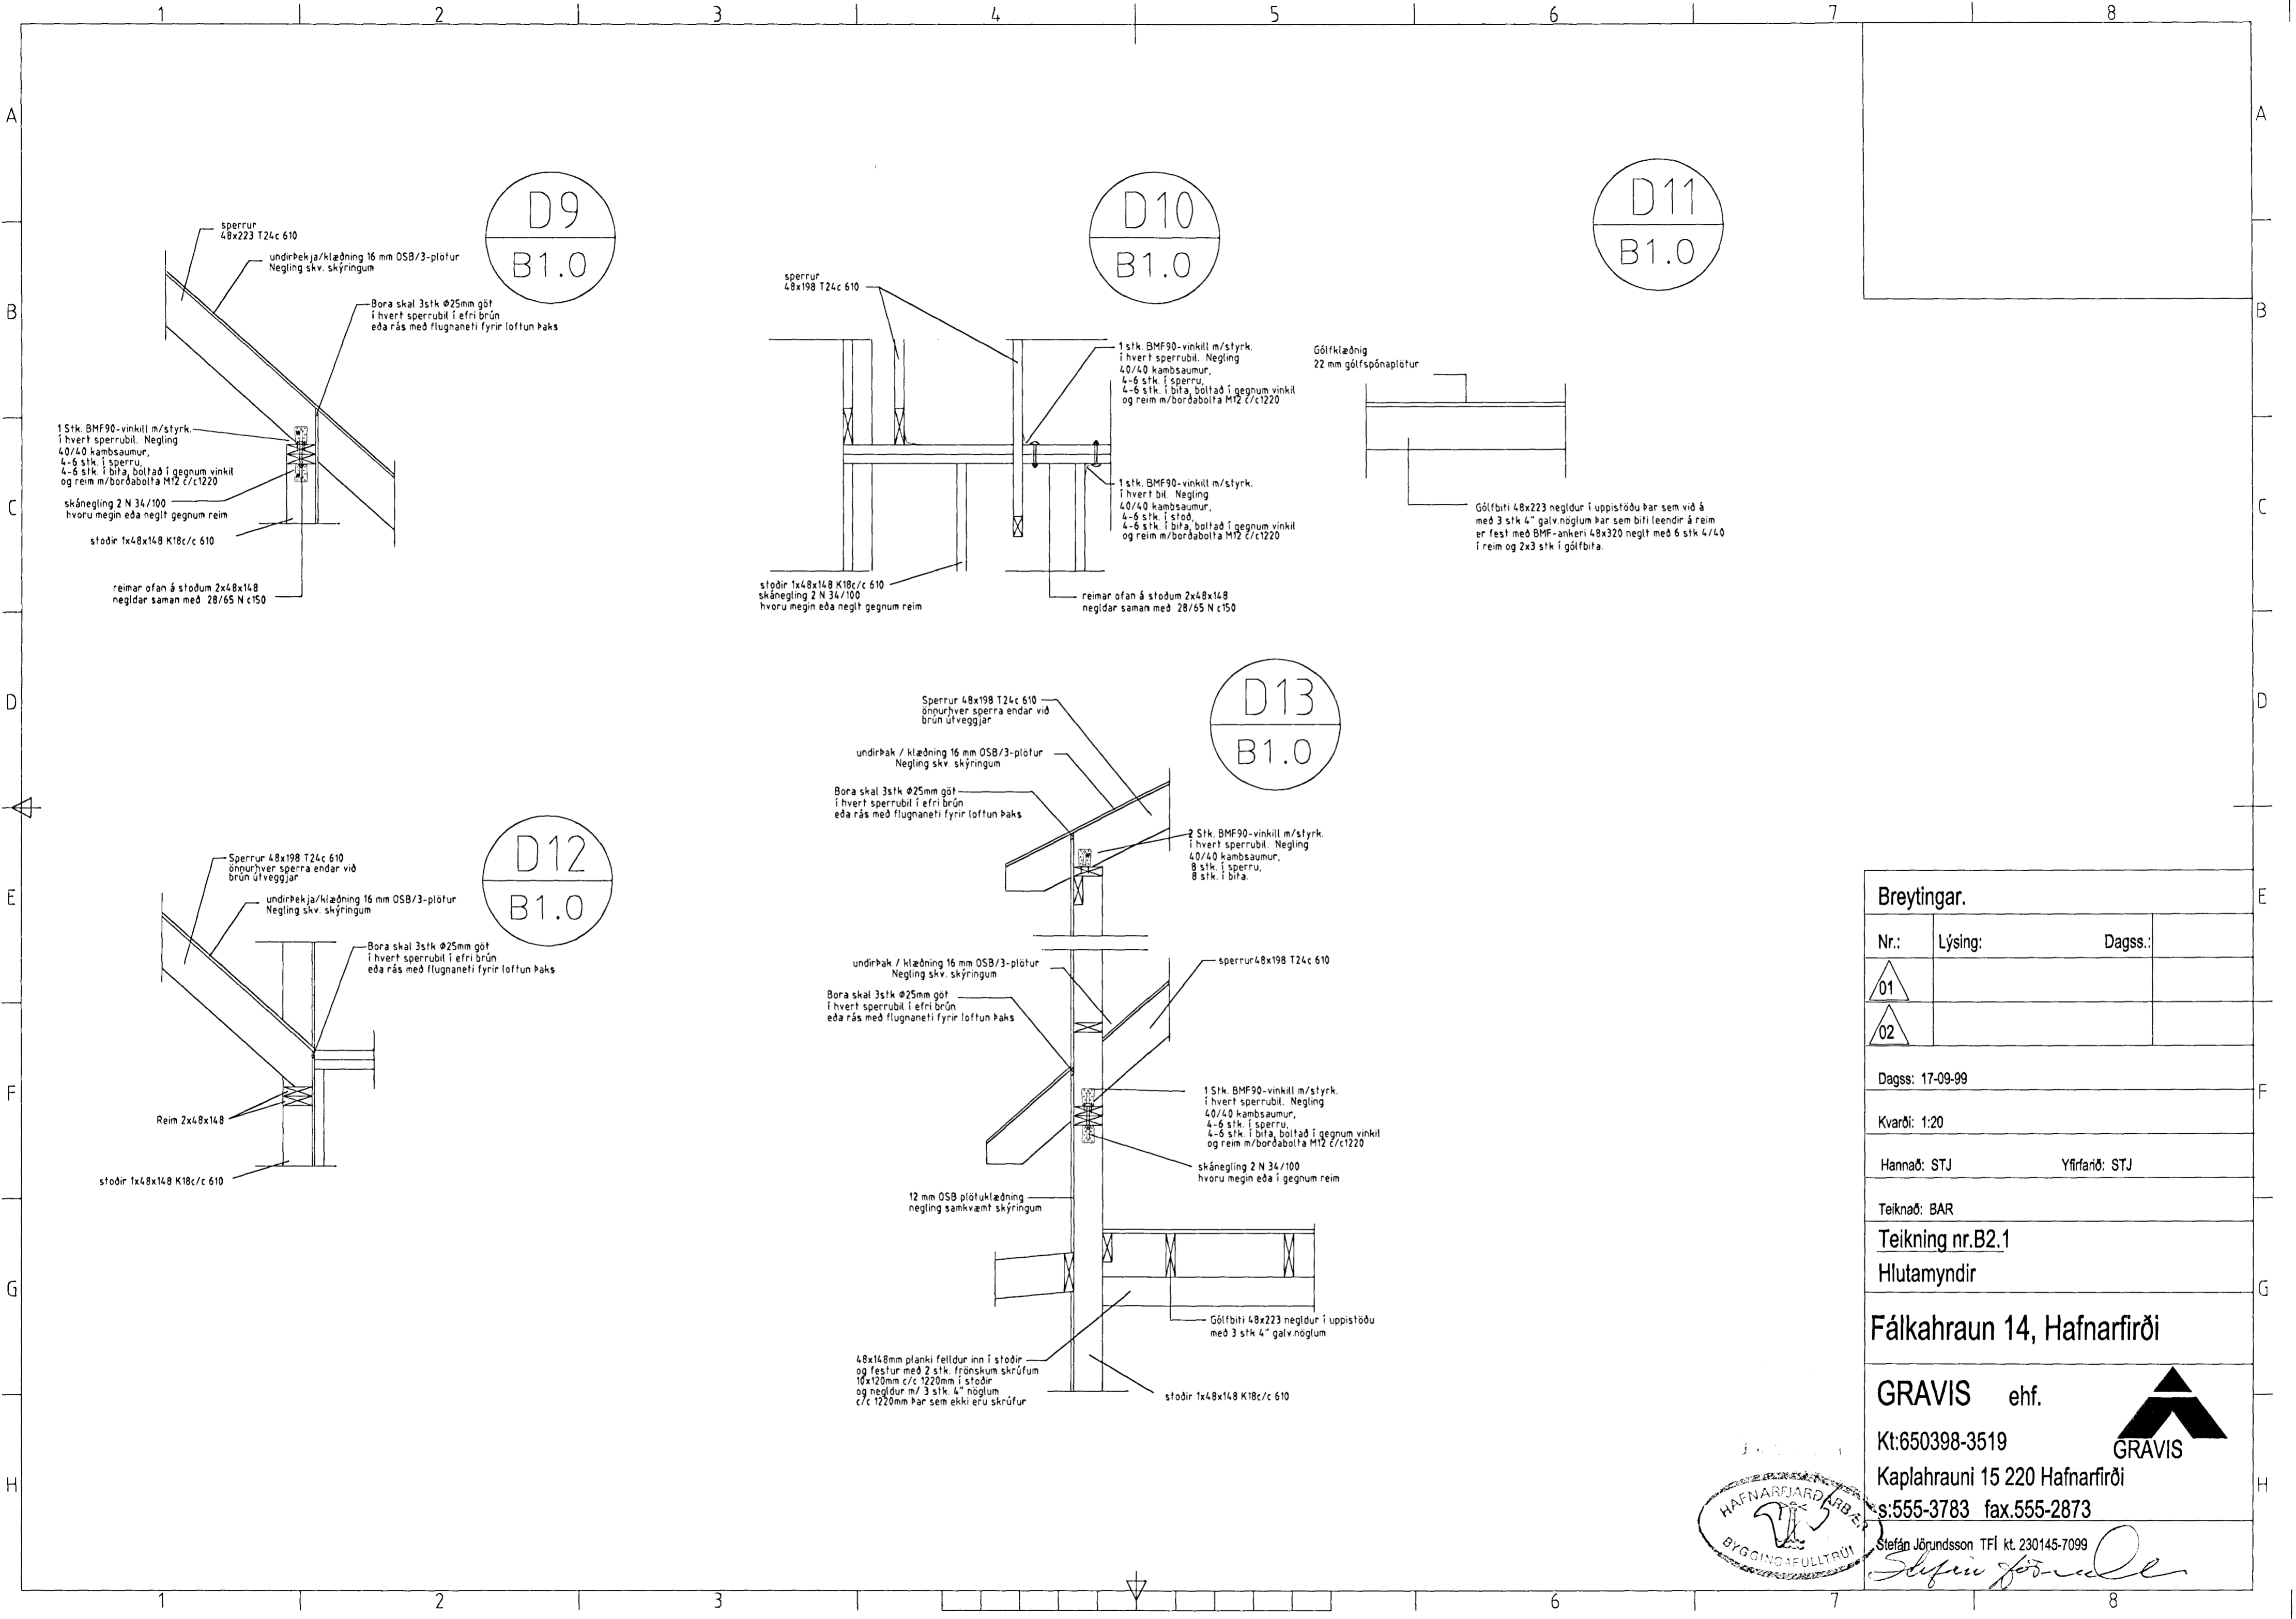 1 2 3 4 5 6 7 8
A A
B B
C C
D D
E E
F F
G G
H H
D9
B1.0
sperrur
48x223 T24c 610
undirþekja/klæðning 16 mm OSB/3-plötur
Negling skv. skýringum
Bora skal 3stk Φ25mm göt
í hvert sperrubil í efri brún
eða rás með flugnaneti fyrir loftun þaks
1 Stk. BMF90-vinkill m/styrk.
í hvert sperrubil. Negling
40/40 kambsaumur,
4-6 stk. í sperru,
4-6 stk. í bita, boltað í gegnum vinkil
og reim m/borðabolta M12 c/c1220
skánegling 2 N 34/100
hvoru megin eða neglt gegnum reim
stoðir 1x48x148 K18c/c 610
reimar ofan á stoðum 2x48x148
negldar saman með 28/65 N c150
D10
B1.0
sperrur
48x198 T24c 610
1 stk. BMF90-vinkill m/styrk.
í hvert sperrubil. Negling
40/40 kambsaumur,
4-6 stk. í sperru,
4-6 stk. í bita, boltað í gegnum vinkil
og reim m/borðabolta M12 c/c1220
1 stk. BMF90-vinkill m/styrk.
í hvert bil. Negling
40/40 kambsaumur,
4-6 stk. í stoð,
4-6 stk. í bita, boltað í gegnum vinkil
og reim m/borðabolta M12 c/c1220
stoðir 1x48x148 K18c/c 610
skánegling 2 N 34/100
hvoru megin eða neglt gegnum reim
reimar ofan á stoðum 2x48x148
negldar saman með 28/65 N c150
D11
B1.0
Gólfklæðnig
22 mm gólfspónaplötur
Gólfbiti 48x223 negldur í uppistöðu þar sem við á
með 3 stk 4" galv.nöglum þar sem biti leendir á reim
er fest með BMF-ankeri 48x320 neglt með 6 stk 4/40
í reim og 2x3 stk í gólfbita.
D12
B1.0
Sperrur 48x198 T24c 610
önnurhver sperra endar við
brún útveggjar
undirþekja/klæðning 16 mm OSB/3-plötur
Negling skv. skýringum
Bora skal 3stk Φ25mm göt
í hvert sperrubil í efri brún
eða rás með flugnaneti fyrir loftun þaks
Reim 2x48x148
stoðir 1x48x148 K18c/c 610
D13
B1.0
Sperrur 48x198 T24c 610
önnurhver sperra endar við
brún útveggjar
undirþak / klæðning 16 mm OSB/3-plötur
Negling skv. skýringum
Bora skal 3stk Φ25mm göt
í hvert sperrubil í efri brún
eða rás með flugnaneti fyrir loftun þaks
2 Stk. BMF90-vinkill m/styrk.
í hvert sperrubil. Negling
40/40 kambsaumur,
8 stk. í sperru,
8 stk. í bita.
undirþak / klæðning 16 mm OSB/3-plötur
Negling skv. skýringum
sperrur48x198 T24c 610
Bora skal 3stk Φ25mm göt
í hvert sperrubil í efri brún
eða rás með flugnaneti fyrir loftun þaks
1 Stk. BMF90-vinkill m/styrk.
í hvert sperrubil. Negling
40/40 kambsaumur,
4-6 stk. í sperru,
4-6 stk. í bita, boltað í gegnum vinkil
og reim m/borðabolta M12 c/c1220
skánegling 2 N 34/100
hvoru megin eða í gegnum reim
12 mm OSB plötuklæðning
negling samkvæmt skýringum
Gólfbiti 48x223 negldur í uppistöðu
með 3 stk 4" galv.nöglum
48x148mm planki felldur inn í stoðir
og festur með 2 stk. frönskum skrúfum
10x120mm c/c 1220mm í stoðir
og negldur m/ 3 stk. 4" nöglum
c/c 1220mm þar sem ekki eru skrúfur
stoðir 1x48x148 K18c/c 610
Breytingar.
Nr.: Lýsing: Dagss.:
01
02
Dagss: 17-09-99
Kvarði: 1:20
Hannað: STJ Yfirfarið: STJ
Teiknað: BAR
Teikning nr.B2.1
Hlutamyndir
Fálkahraun 14, Hafnarfirði
GRAVIS ehf.
GRAVIS
Kt:650398-3519
Kaplahrauni 15 220 Hafnarfirði
s:555-3783 fax.555-2873
Stefán Jörundsson TFÍ kt. 230145-7099
HAFNARFJARÐARBÆR
BYGGINGAFULLTRÚI
1 2 3 4 5 6 7 8